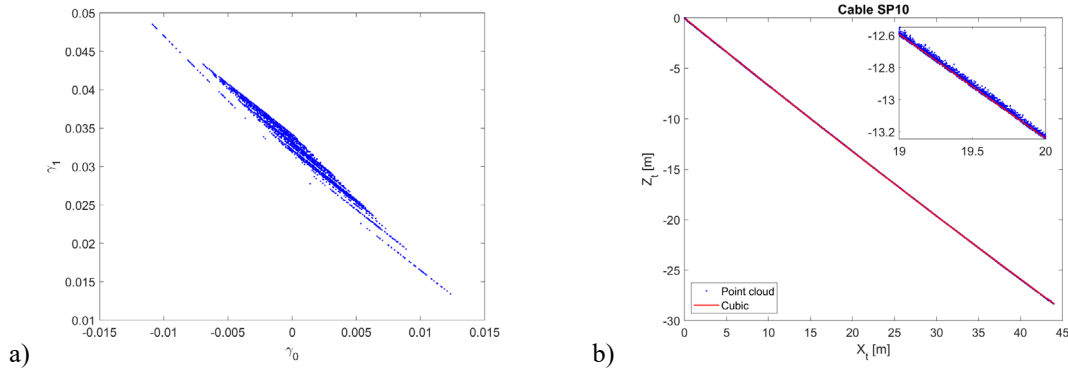 0.05
0.045
0.04
0.035
0.03
0.025
0.02
0.015
0.01
γ1
-0.015 -0.01 -0.005 0 0.005 0.01 0.015
γ0
a)
Cable SP10
0
-5
-10
-15
-20
-25
-30
Zt [m]
-12.6
-12.8
-13
-13.2
19 19.5 20
Point cloud
Cubic
0 5 10 15 20 25 30 35 40 45
Xt [m]
b)